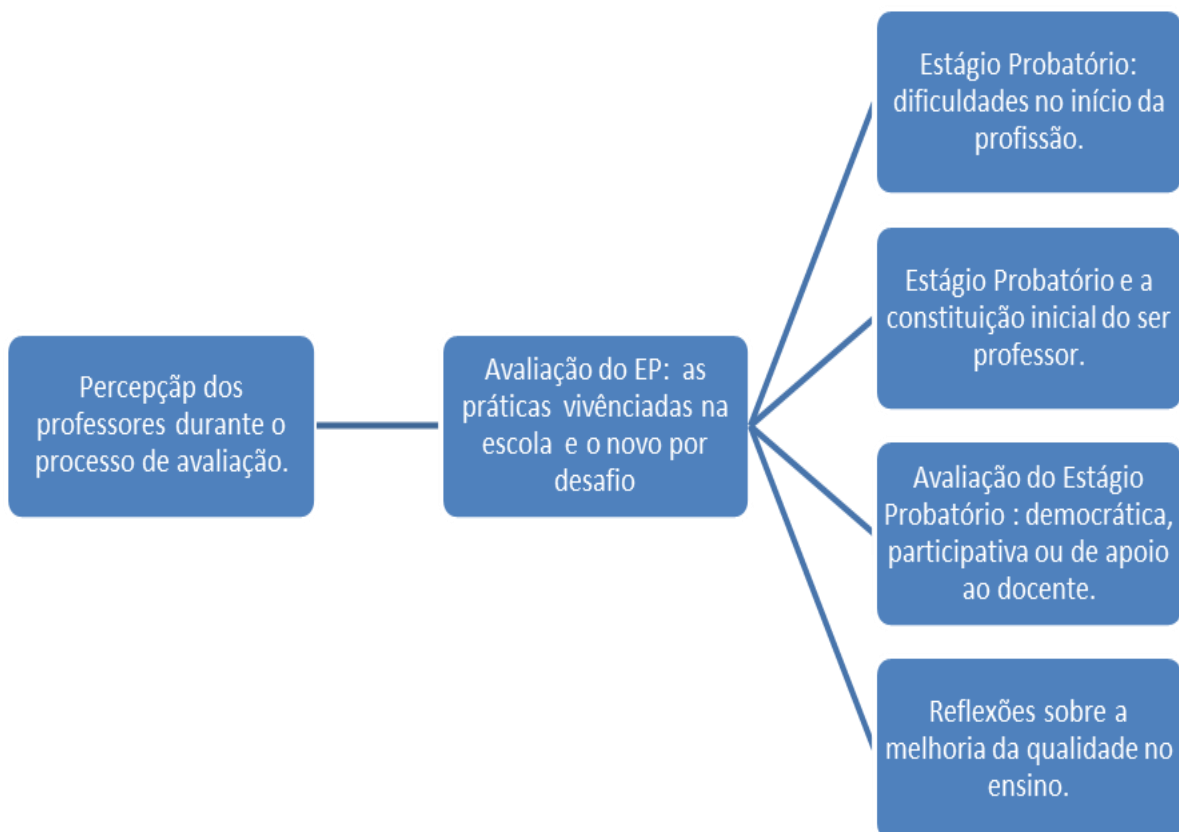 Percepçãp dos
professores durante o
processo de avaliação.
Avaliação do EP: as
práticas vivênciadas na
escola e o novo por
desafio
Estágio Probatório:
dificuldades no início da
profissão.
Estágio Probatório e a
constituição inicial do ser
professor.
Avaliação do Estágio
Probatório : democrática,
participativa ou de apoio
ao docente.
Reflexões sobre a
melhoria da qualidade no
ensino.